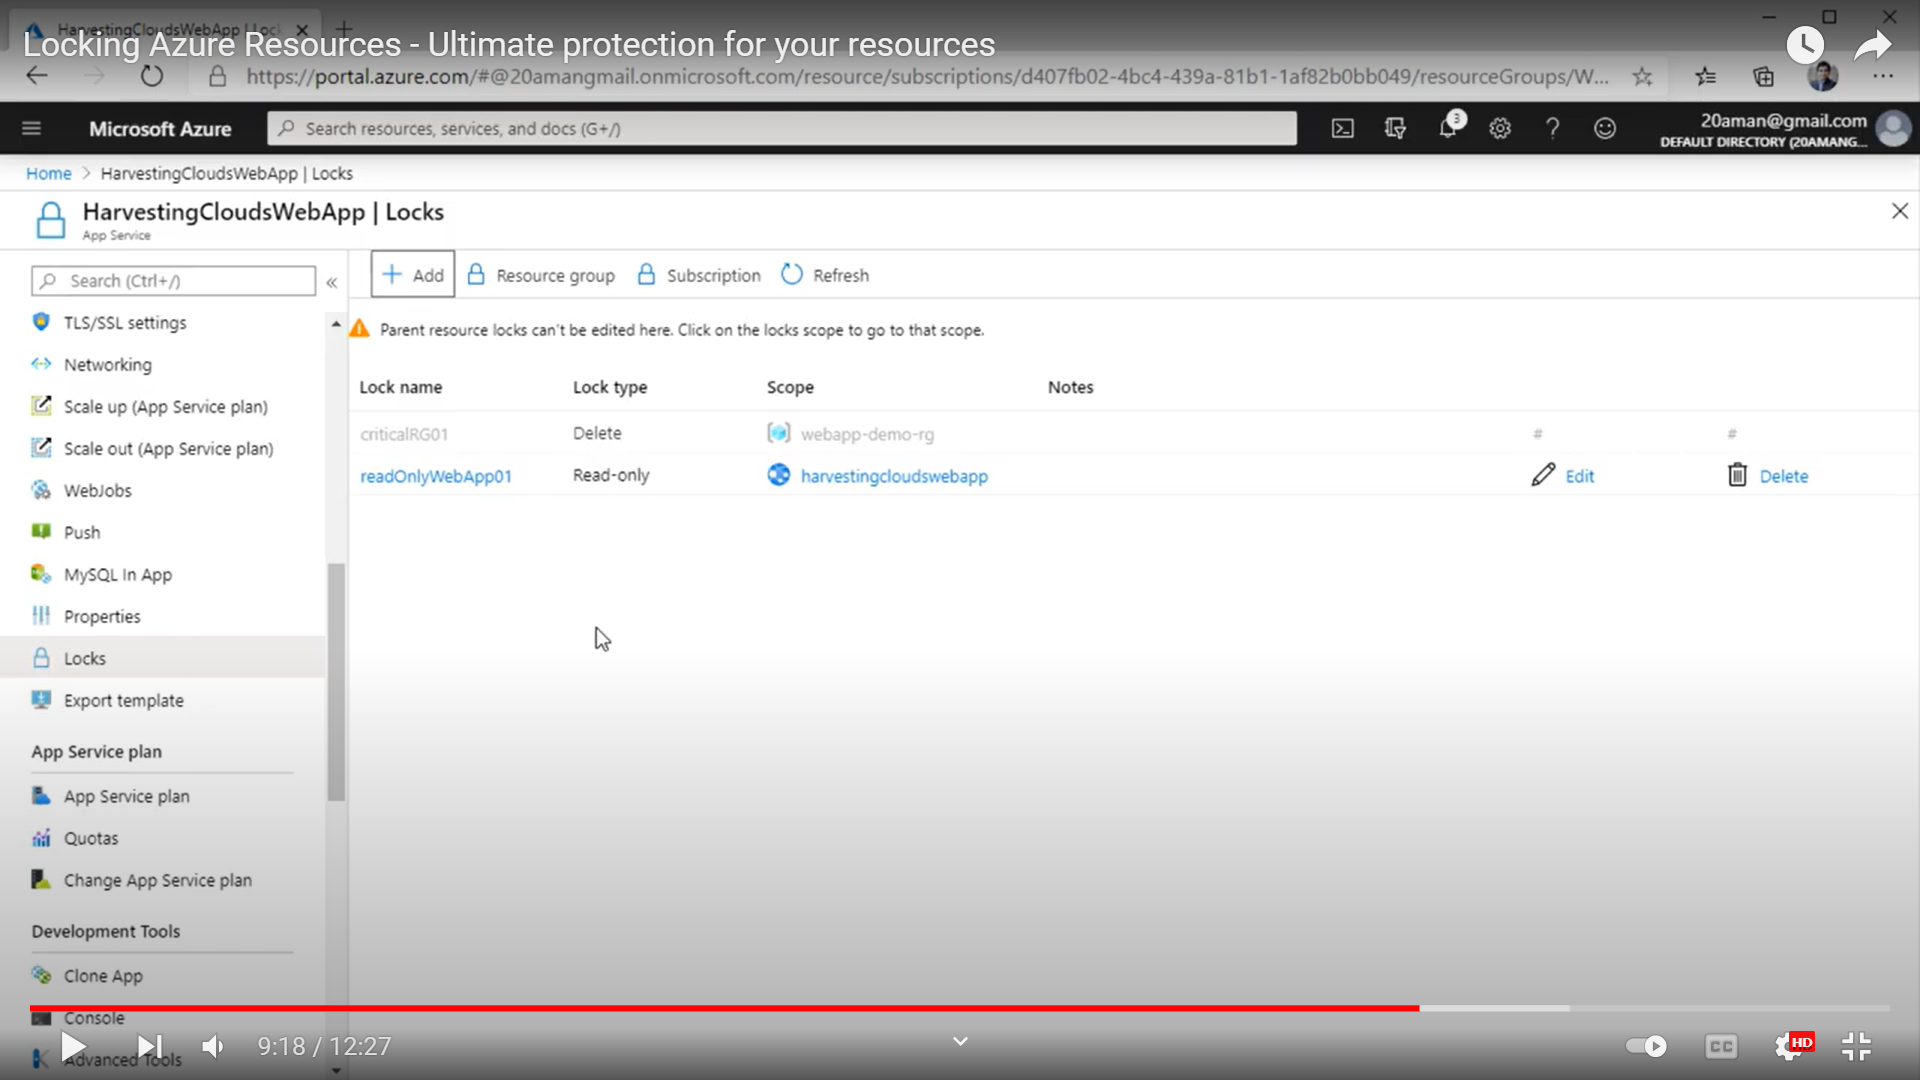 HarvestingCloudsWebApp | Lock
Locking Azure Resources - Ultimate protection for your resources
https://portal.azure.com/#@20amangmail.onmicrosoft.com/resource/subscriptions/d407fb02-4bc4-439a-81b1-1af82b0bb049/resourceGroups/W...
Microsoft Azure
Search resources, services, and docs (G+/)
3
20aman@gmail.com
DEFAULT DIRECTORY (20AMANG...
Home > HarvestingCloudsWebApp | Locks
HarvestingCloudsWebApp | Locks
App Service
Search (Ctrl+/)
«
+ Add
Resource group
Subscription
Refresh
TLS/SSL settings
Networking
Scale up (App Service plan)
Scale out (App Service plan)
WebJobs
Push
MySQL In App
Properties
Locks
Export template
App Service plan
App Service plan
Quotas
Change App Service plan
Development Tools
Clone App
Console
Advanced Tools
Parent resource locks can't be edited here. Click on the locks scope to go to that scope.
Lock name Lock type Scope Notes
criticalRG01 Delete webapp-demo-rg # #
readOnlyWebApp01 Read-only harvestingcloudswebapp Edit Delete
9:18 / 12:27
CC
HD